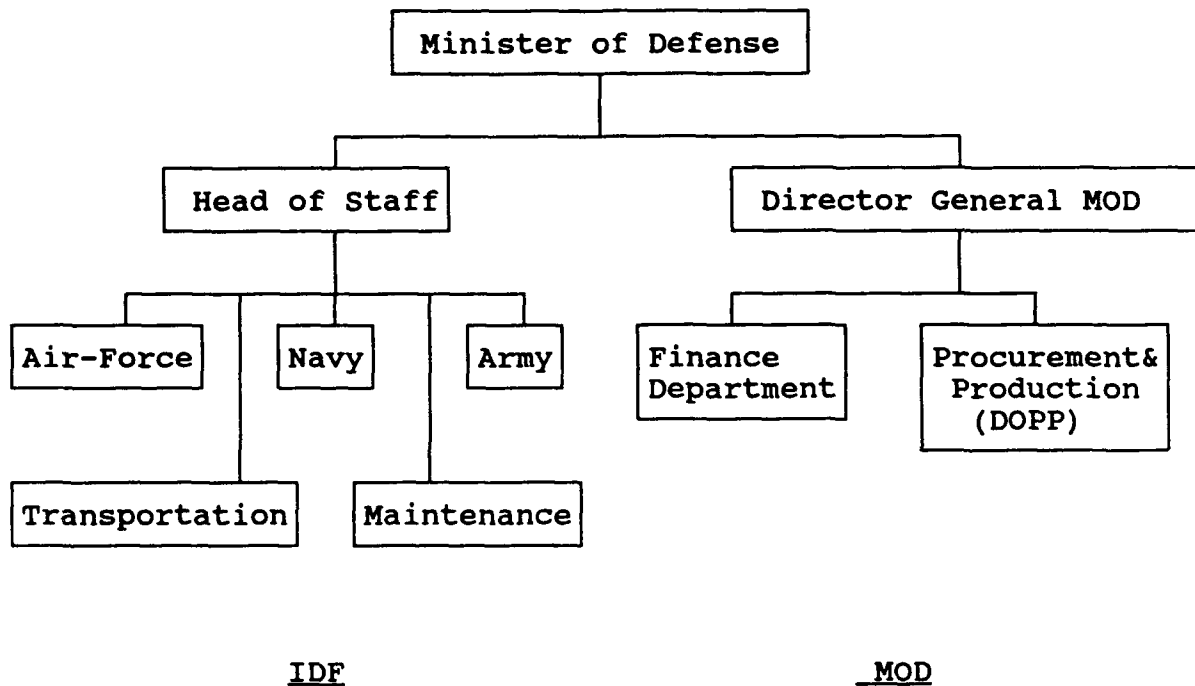 Minister of Defense
Head of Staff
Director General MOD
Air-Force
Navy
Army
Finance
Department
Procurement&
Production
(DOPP)
Transportation
Maintenance
IDF
MOD